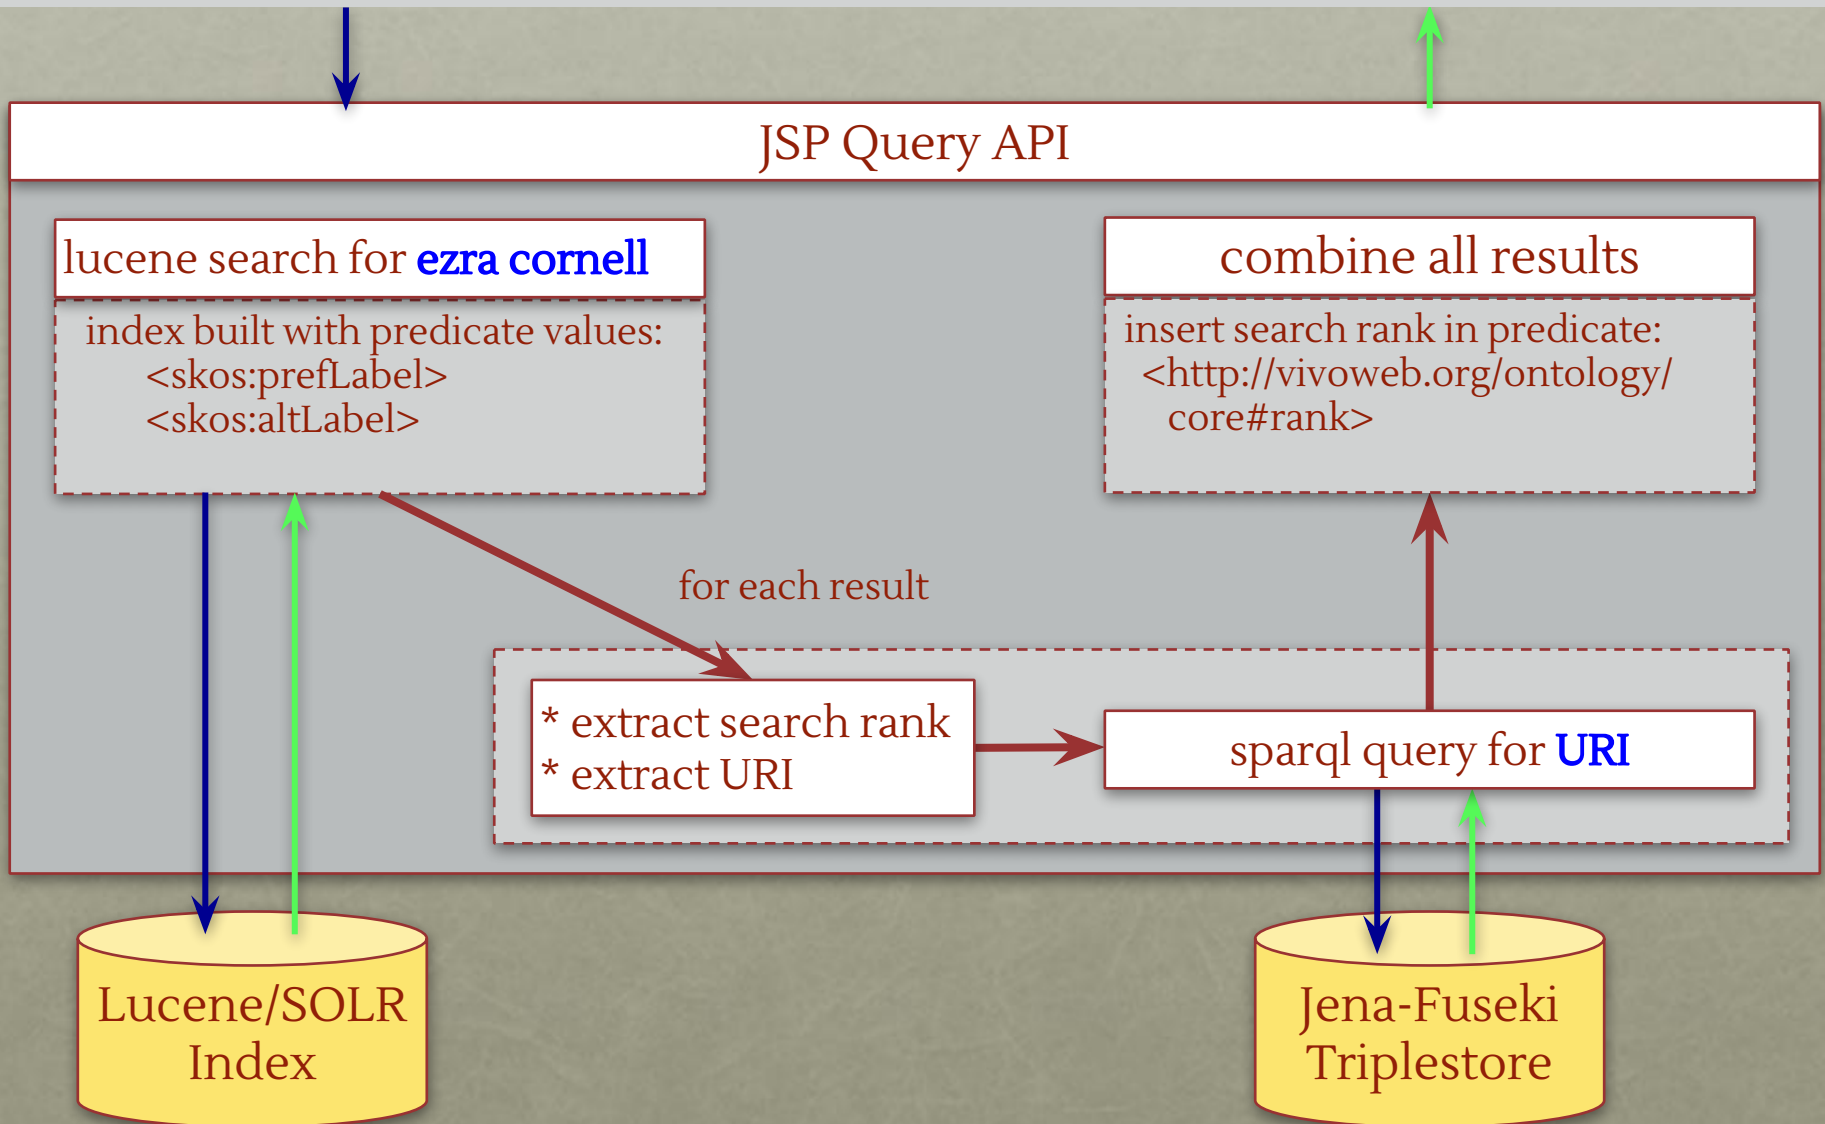 JSP Query API
lucene search for ezra cornell
index built with predicate values:
<skos:prefLabel>
<skos:altLabel>
combine all results
insert search rank in predicate:
<http://vivoweb.org/ontology/
core#rank>
for each result
* extract search rank
* extract URI
sparql query for URI
Lucene/SOLR
Index
Jena-Fuseki
Triplestore